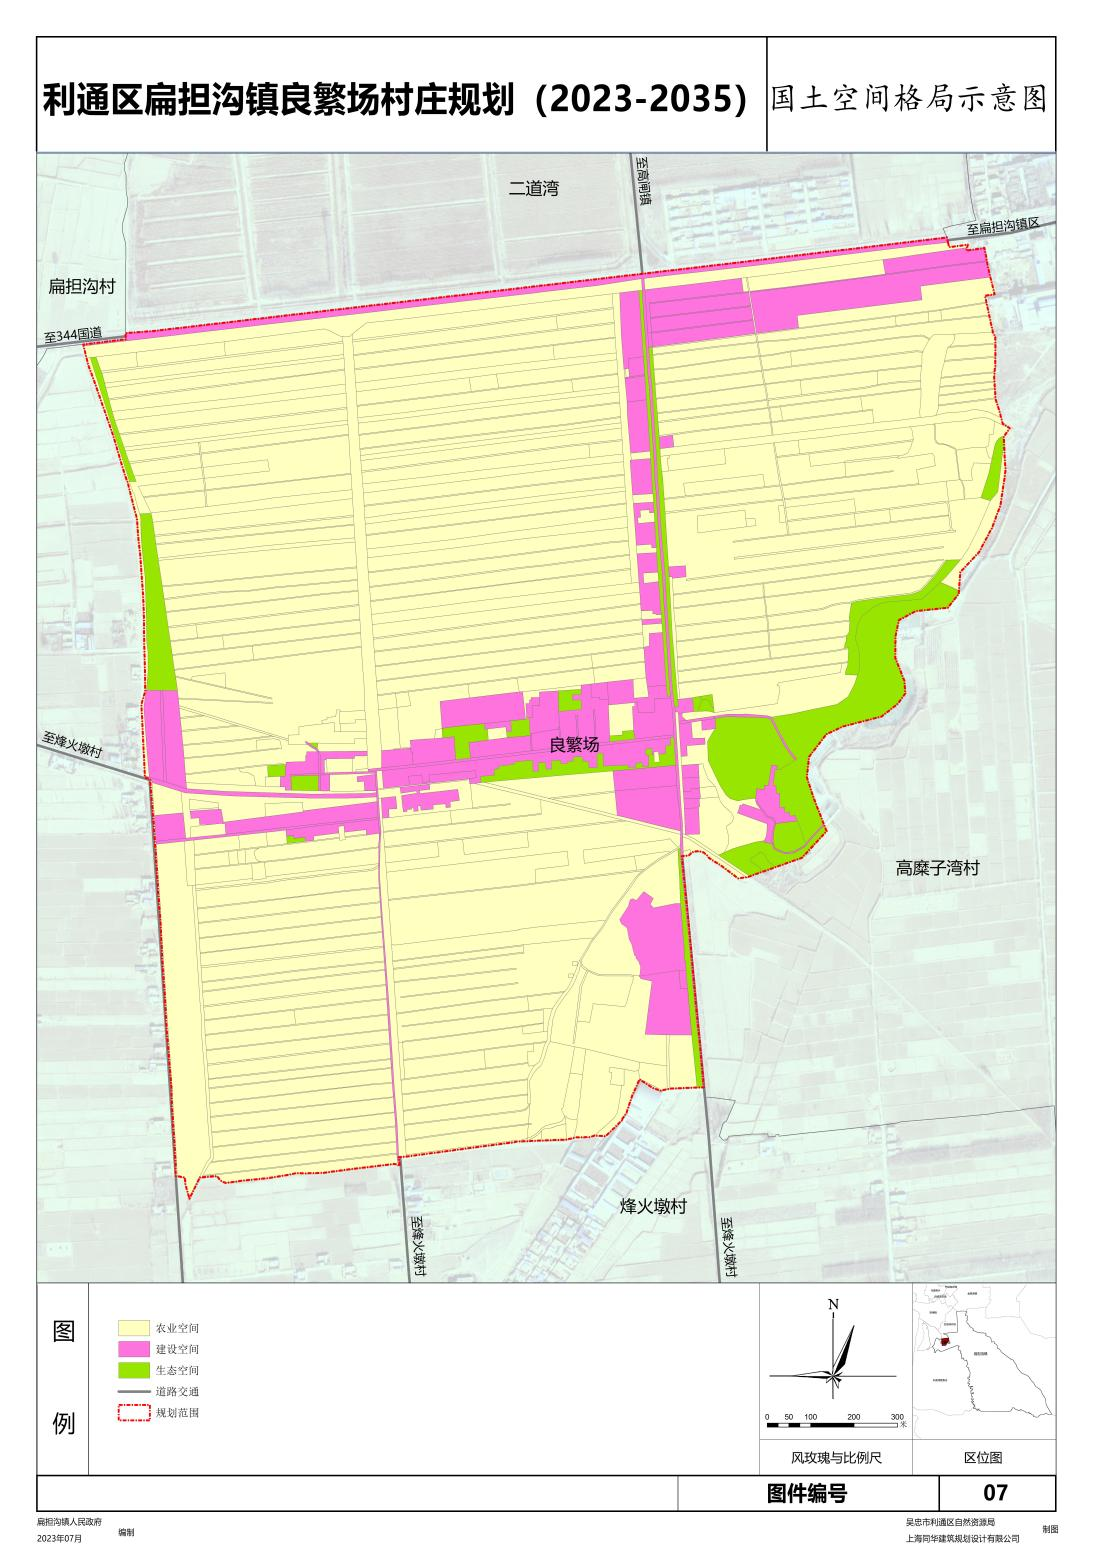 利通区扁担沟镇良繁场村庄规划（2023-2035）
国土空间格局示意图
二道湾
至高闸镇
至扁担沟镇区
扁担沟村
至344国道
至烽火墩村
良繁场
高糜子湾村
烽火墩村
至烽火墩村
至烽火墩村
图例
农业空间
建设空间
生态空间
道路交通
规划范围
N
0 50 100 200 300
米
风玫瑰与比例尺
区位图
图件编号
07
扁担沟镇人民政府
2023年07月
编制
吴忠市利通区自然资源局
上海同华建筑规划设计有限公司
制图